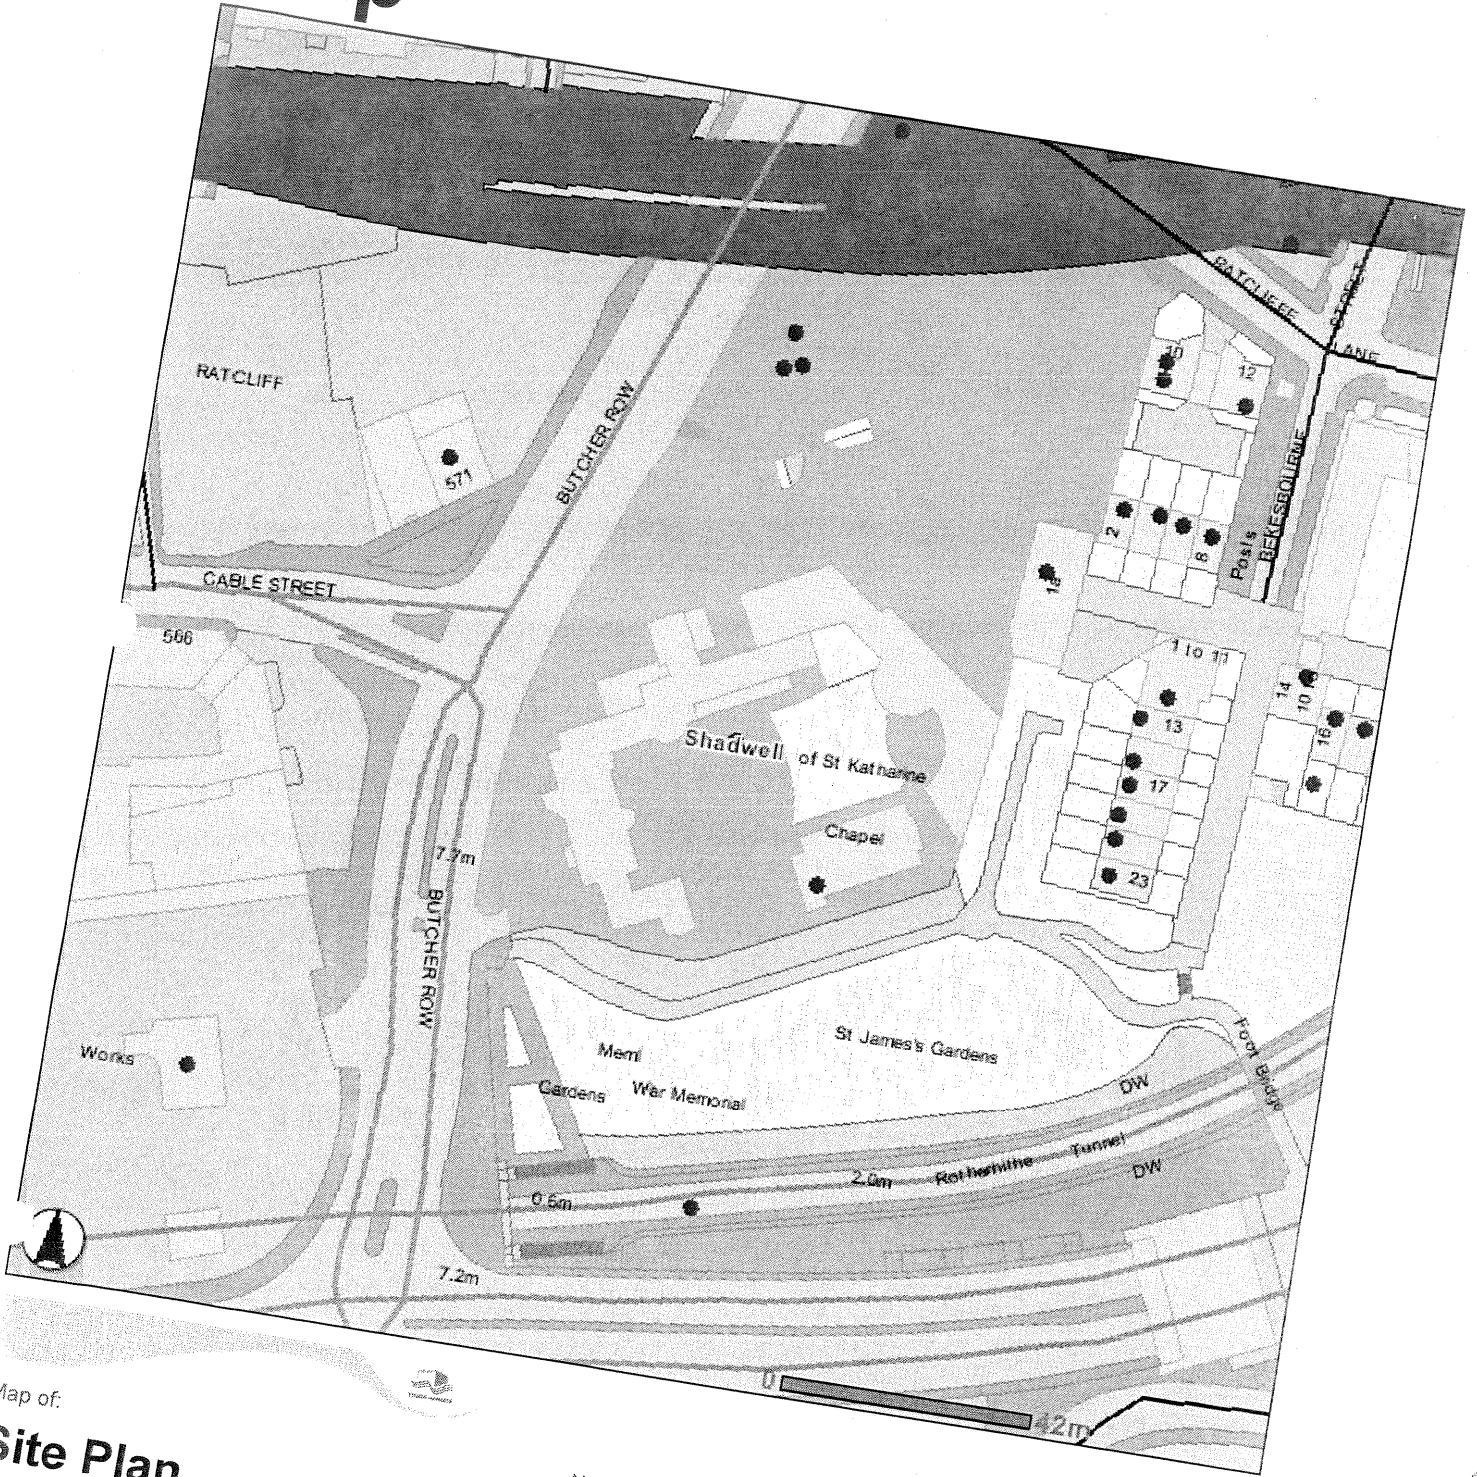 p
RATCLIFFE
STREET
LANE
10
12
RATCLIFF
BUTCHER ROW
571
BEKESBOURNE
Posts
2
8
18
CABLE STREET
566
1 to 11
14
16
13
17
23
Shadwell of St Katharine
Chapel
7.7m
BUTCHER ROW
Works
St James's Gardens
Meml
Gardens
War Memorial
DW
Foot Bridge
Rotherhithe Tunnel
DW
2.0m
0.6m
7.2m
0
42m
Map of:
Site Plan